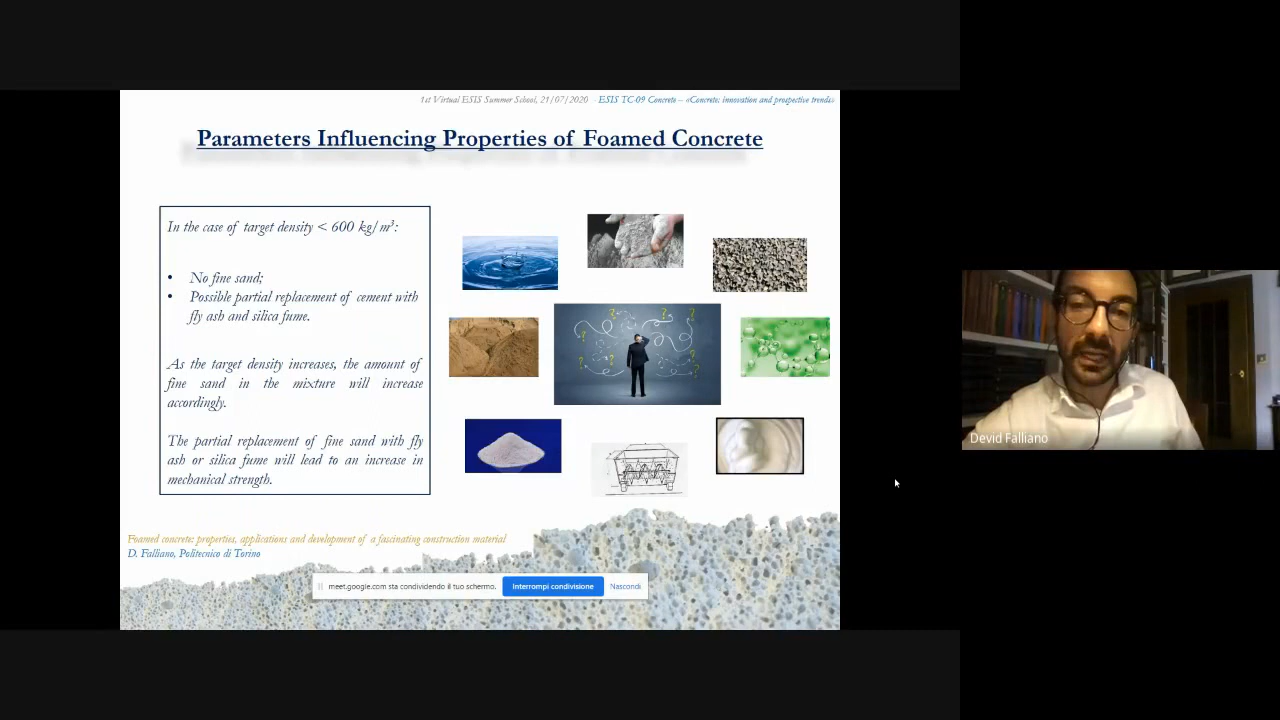 1st Virtual ESIS Summer School, 21/07/2020 - ESIS TC-09 Concrete – «Concrete: innovation and prospective trends»
Parameters Influencing Properties of Foamed Concrete
In the case of target density < 600 kg/m³:
• No fine sand;
• Possible partial replacement of cement with
fly ash and silica fume.
As the target density increases, the amount of
fine sand in the mixture will increase
accordingly.
The partial replacement of fine sand with fly
ash or silica fume will lead to an increase in
mechanical strength.
? ? ?
? ? ? ?
Foamed concrete: properties, applications and development of a fascinating construction material
D. Falliano, Politecnico di Torino
meet.google.com sta condividendo il tuo schermo. Interrompi condivisione Nascondi
Devid Falliano